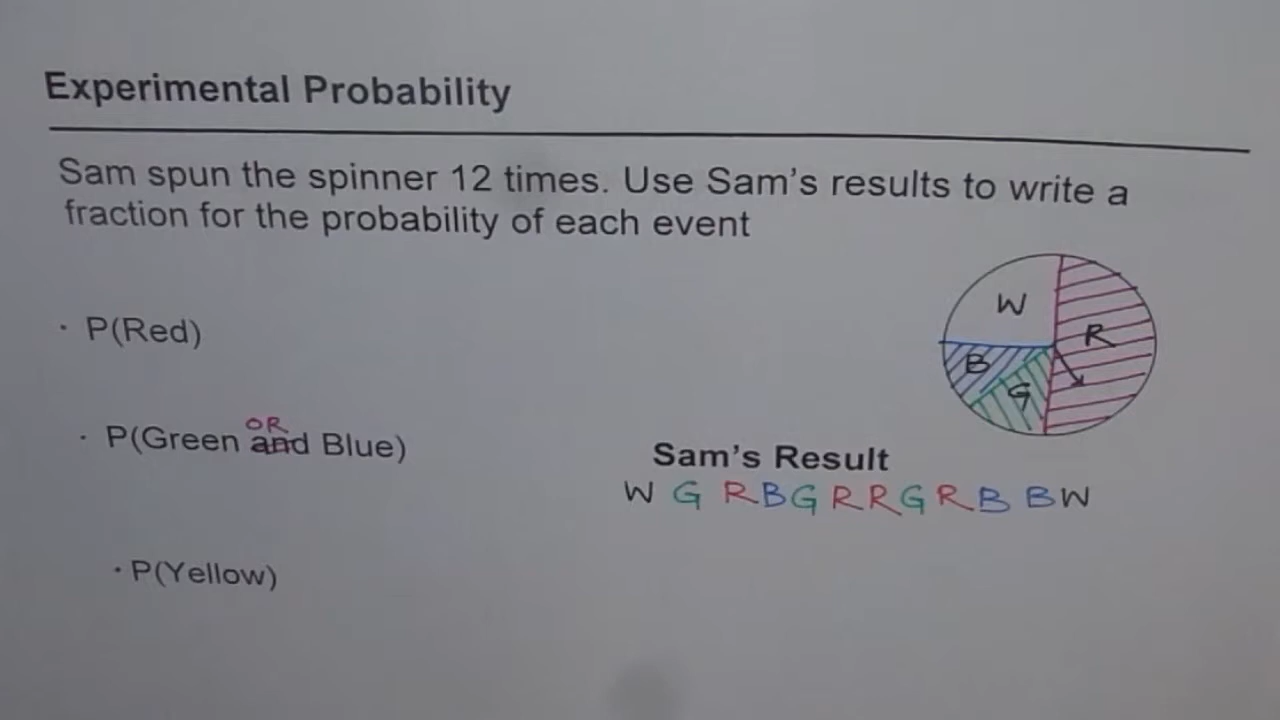 Experimental Probability
Sam spun the spinner 12 times. Use Sam's results to write a
fraction for the probability of each event
W
R
B
G
· P(Red)
OR
· P(Green and Blue)
Sam's Result
W G R B G R R G R B B W
· P(Yellow)